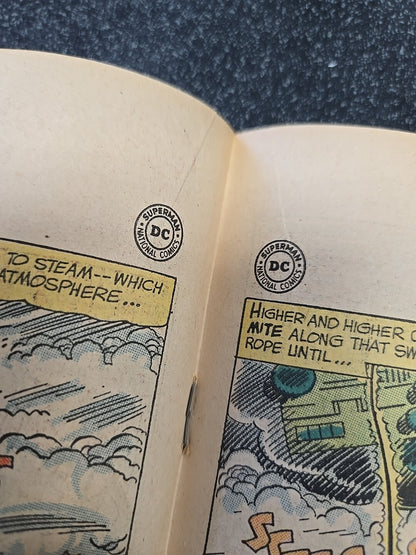 SUPERMAN
DC
NATIONAL COMICS
TO STEAM-- WHICH
ATMOSPHERE...
SUPERMAN
DC
NATIONAL COMICS
HIGHER AND HIGHER
MITE ALONG THAT
ROPE UNTIL...